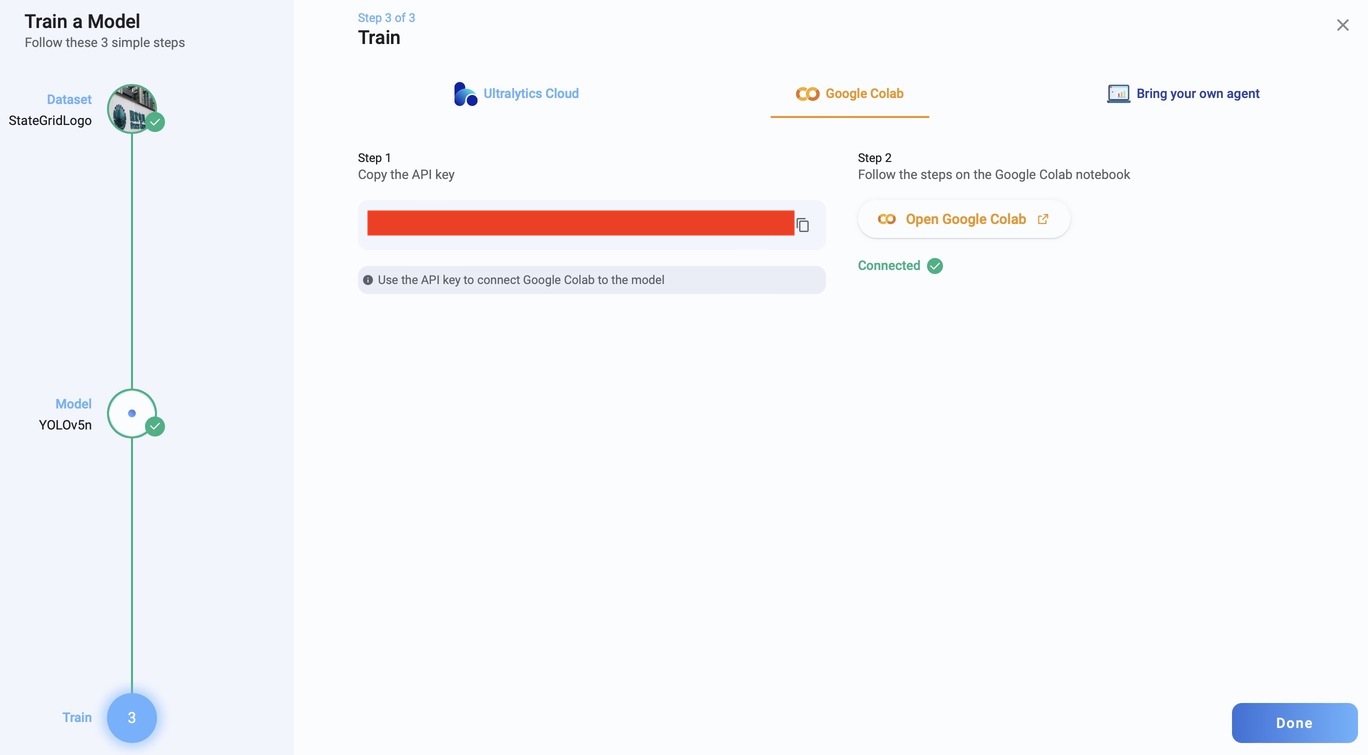 Train a Model
Follow these 3 simple steps
Dataset
StateGridLogo
Model
YOLOv5n
Train
3
Step 3 of 3
Train
Ultralytics Cloud
Google Colab
Bring your own agent
Step 1
Copy the API key
Use the API key to connect Google Colab to the model
Step 2
Follow the steps on the Google Colab notebook
Open Google Colab
Connected
Done